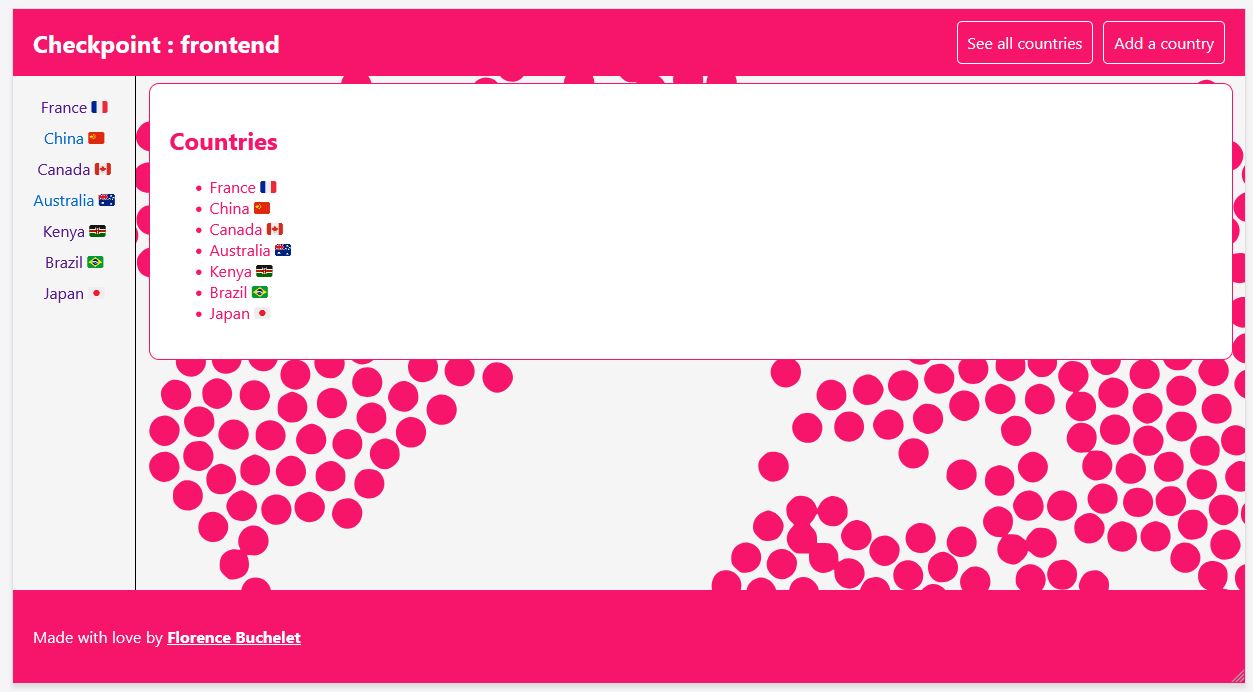 Checkpoint : frontend
See all countries
Add a country
France 🇫🇷
China 🇨🇳
Canada 🇨🇦
Australia 🇦🇺
Kenya 🇰🇪
Brazil 🇧🇷
Japan 🇯🇵
Countries
• France 🇫🇷
• China 🇨🇳
• Canada 🇨🇦
• Australia 🇦🇺
• Kenya 🇰🇪
• Brazil 🇧🇷
• Japan 🇯🇵
Made with love by Florence Buchelet